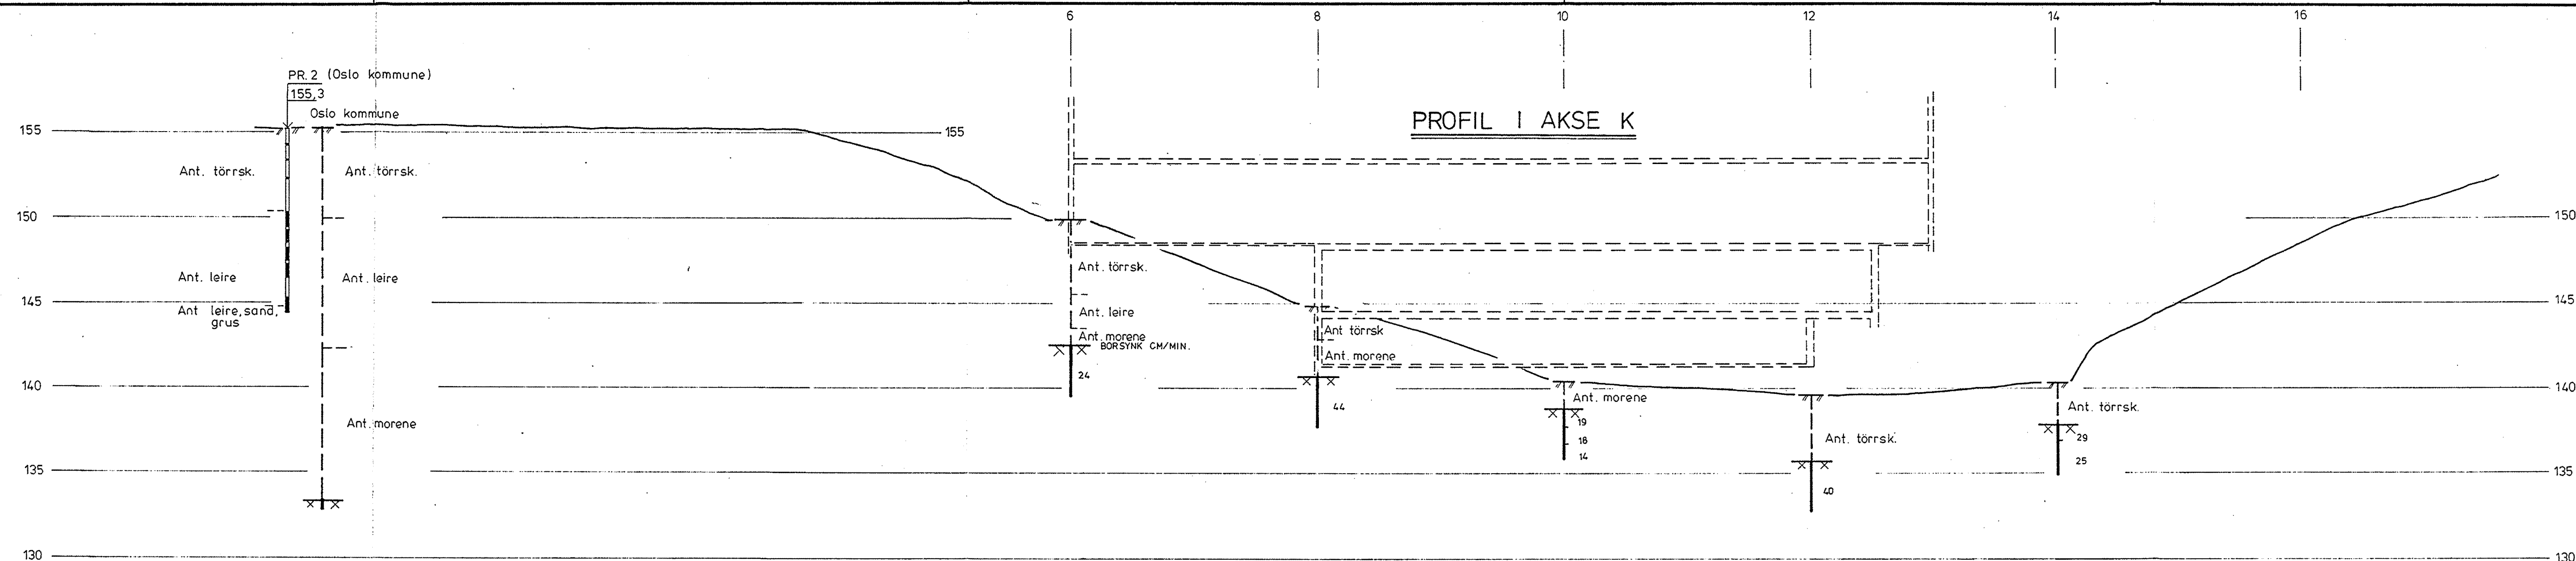 6 8 10 12 14 16
PR. 2 (Oslo kommune)
155,3
Oslo kommune
PROFIL I AKSE K
155 155
Ant. törrsk. Ant. törrsk.
150 150
Ant. törrsk.
Ant. leire Ant. leire
145 145
Ant leire, sand, grus
Ant. leire
Ant törrsk
Ant. morene
BORSYNK CM/MIN.
Ant. morene
24
140 140
Ant. morene
44
Ant. törrsk.
19
18
14
29
25
Ant. morene
Ant. törrsk.
135 135
40
130 130